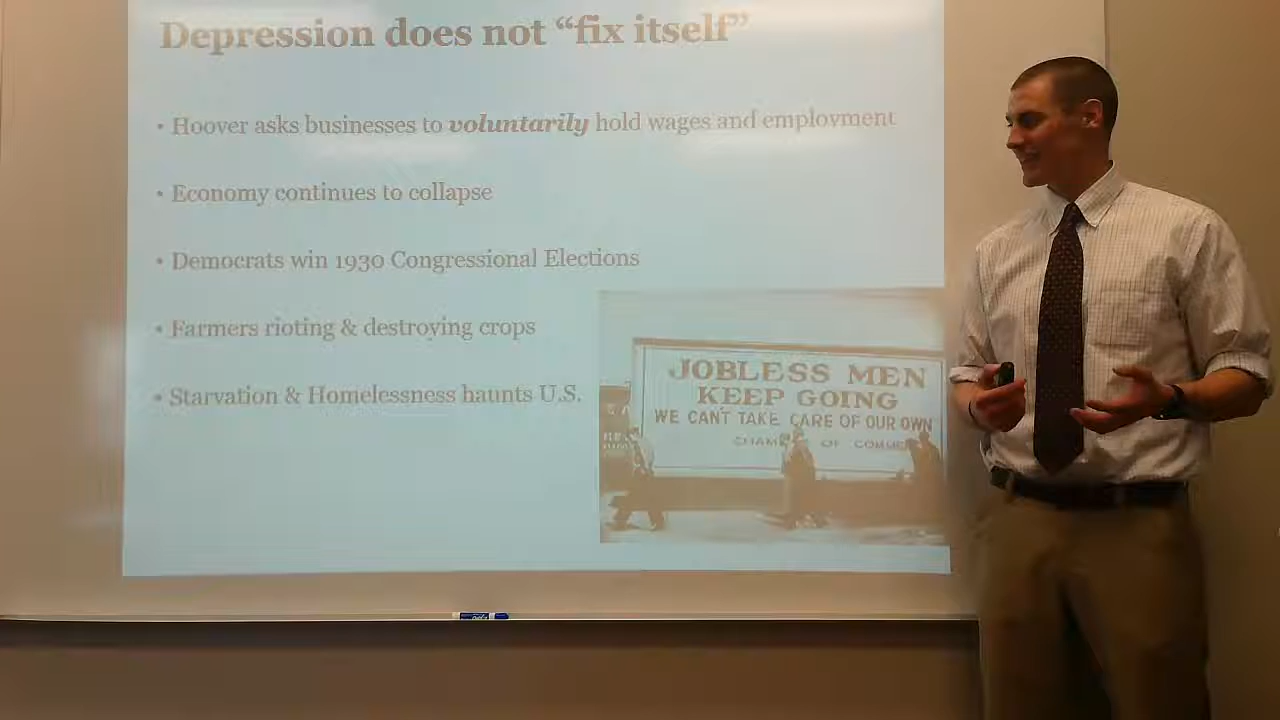 Depression does not “fix itself”
• Hoover asks businesses to voluntarily hold wages and employment
• Economy continues to collapse
• Democrats win 1930 Congressional Elections
• Farmers rioting & destroying crops
• Starvation & Homelessness haunts U.S.
JOBLESS MEN
KEEP GOING
WE CAN'T TAKE CARE OF OUR OWN
OF